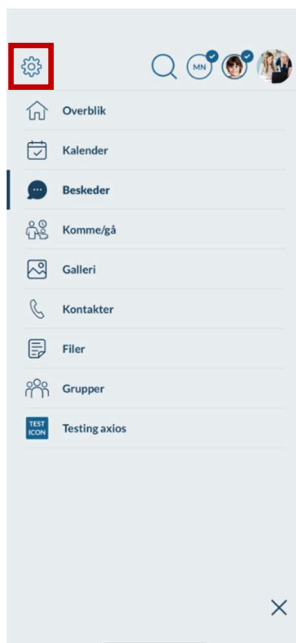 MN
Overblik
Kalender
Beskeder
Komme/gå
Galleri
Kontakter
Filer
Grupper
TEST
ICON
Testing axios